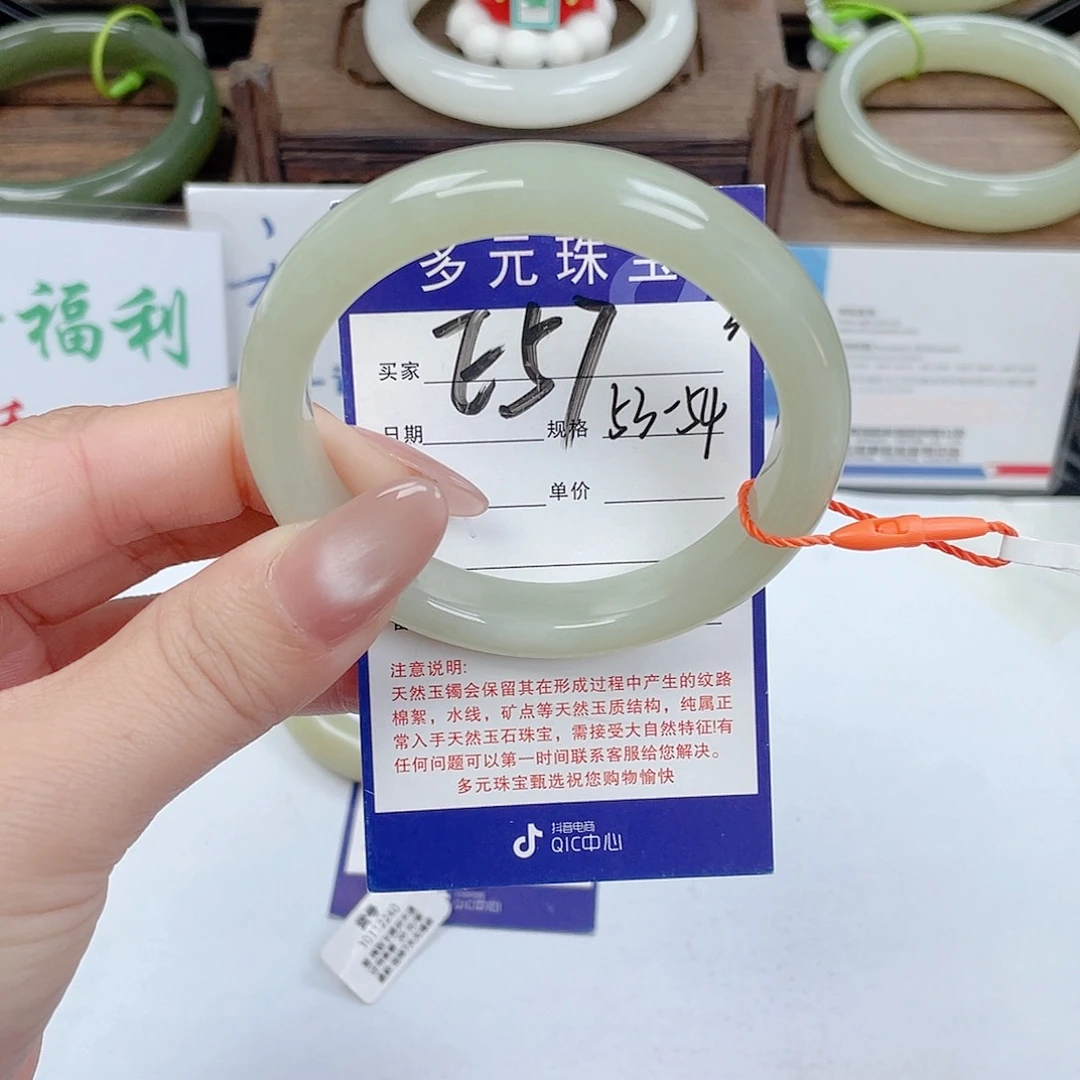 福利
多元珠宝
买家 E57
日期 规格 53-54
单价
注意说明:
天然玉镯会保留其在形成过程中产生的纹路
棉絮，水线，矿点等天然玉质结构，纯属正
常入手天然玉石珠宝，需接受大自然特征!有
任何问题可以第一时间联系客服给您解决。
多元珠宝甄选祝您购物愉快
抖音电商
QIC中心